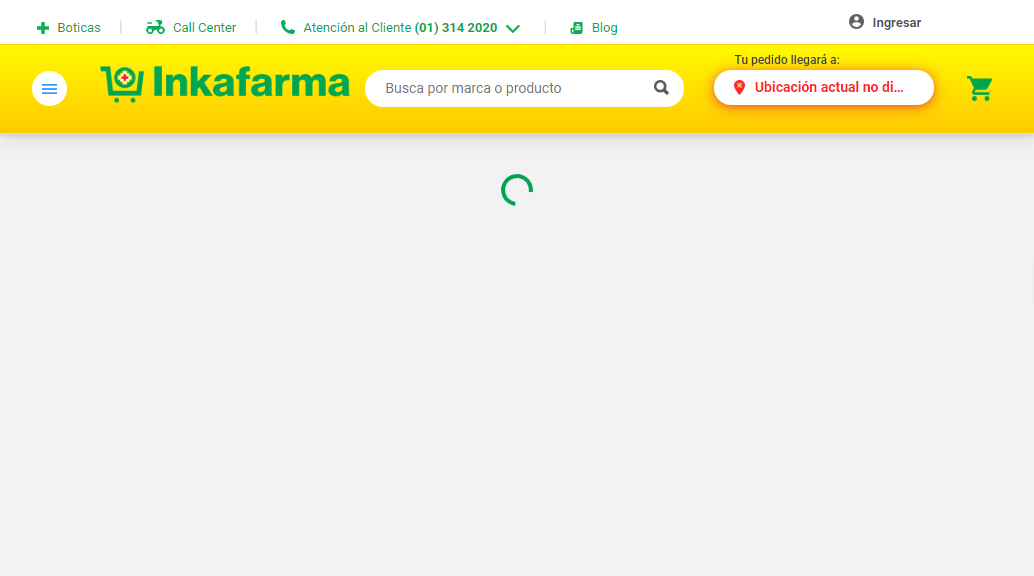 Boticas
Call Center
Atención al Cliente (01) 314 2020
Blog
Ingresar
Tu pedido llegará a:
Inkafarma
Busca por marca o producto
Ubicación actual no di...